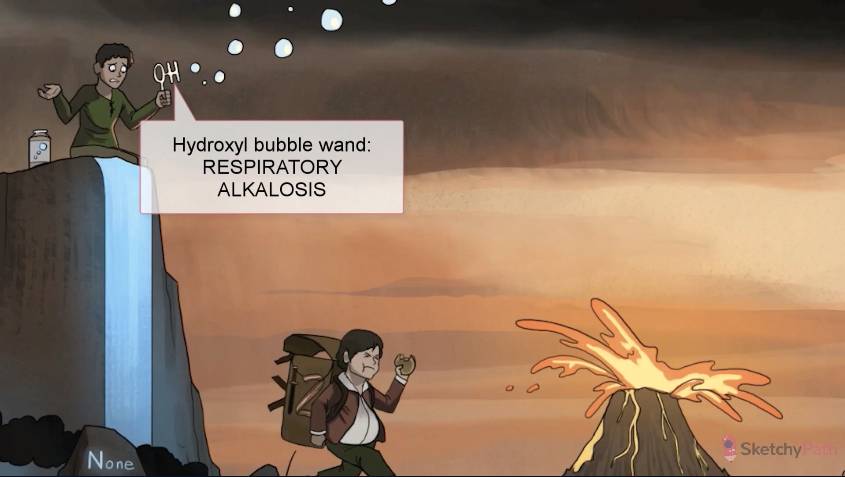 OH
Hydroxyl bubble wand:
RESPIRATORY
ALKALOSIS
None
SketchyPath